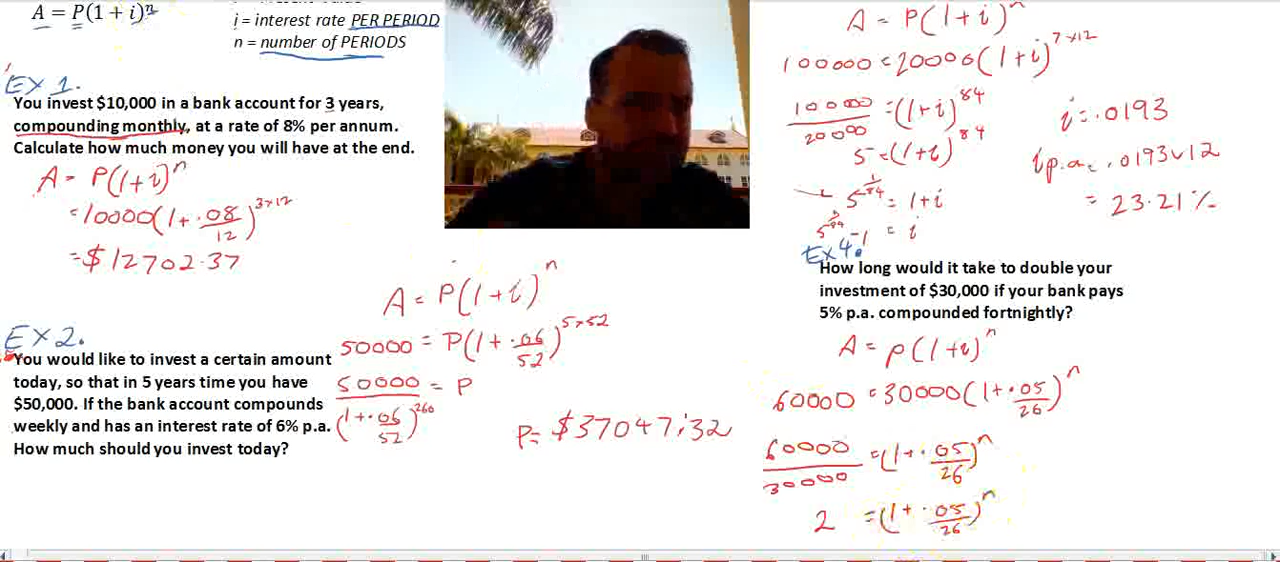 A = P(1 + i)ⁿ
i = interest rate PER PERIOD
n = number of PERIODS
EX 1.
You invest $10,000 in a bank account for 3 years,
compounding monthly, at a rate of 8% per annum.
Calculate how much money you will have at the end.
A = P(1+i)^n
= 10000(1+.08/12)^3×12
= $12702.37
EX 2.
You would like to invest a certain amount
today, so that in 5 years time you have
$50,000. If the bank account compounds
weekly and has an interest rate of 6% p.a.
How much should you invest today?
A = P(1+i)^n
50000 = P(1+.06/52)^5×52
50000/(1+.06/52)^260 = P
P= $37047.32
A = P(1+i)^n
100000 = 20000(1+i)^7×12
100000/20000 = (1+i)^84
5 = (1+i)^84
5^1/84 = 1+i
5^1/84 -1 = i
i = .0193
i p.a = .0193×12
= 23.21%
EX 4.
How long would it take to double your
investment of $30,000 if your bank pays
5% p.a. compounded fortnightly?
A = P(1+i)^n
60000 = 30000(1+.05/26)^n
60000/30000 = (1+.05/26)^n
2 = (1+.05/26)^n